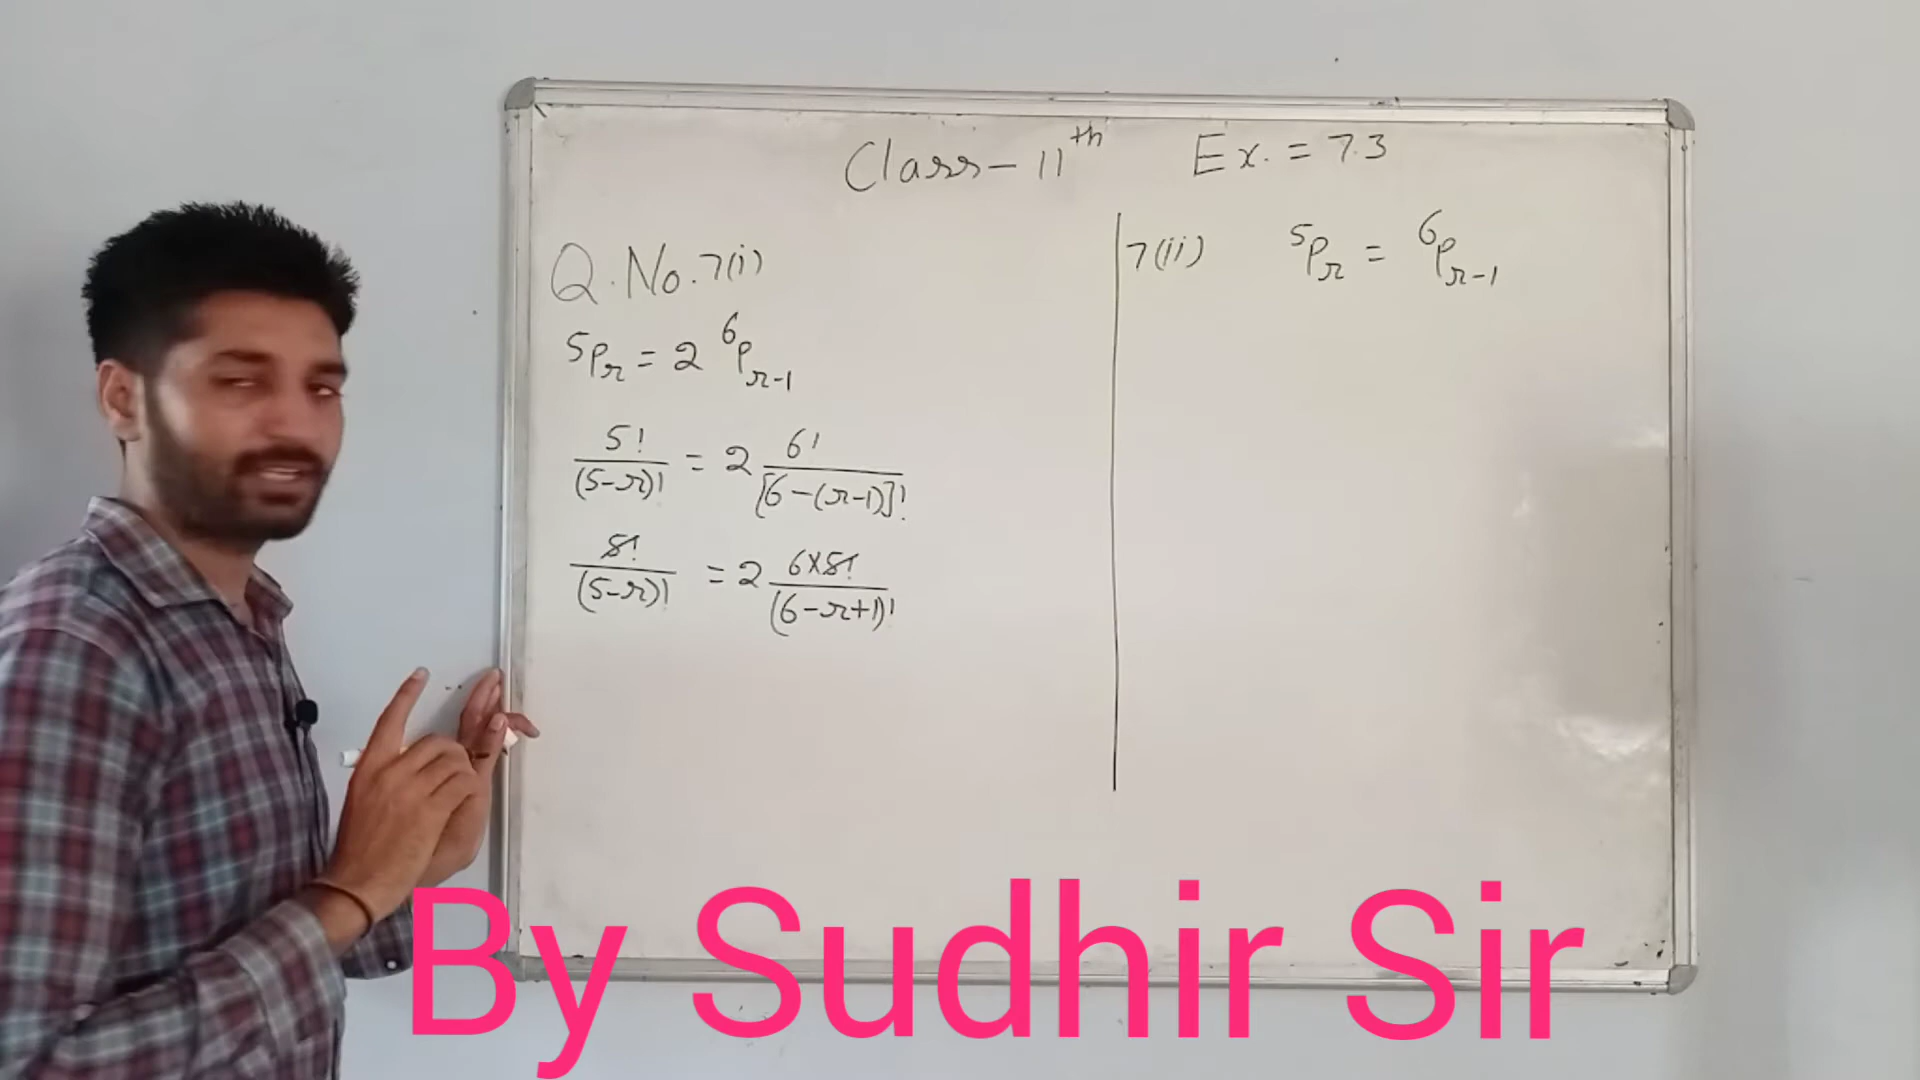 Class-11th Ex. = 7.3
Q.No.7(i)
⁵Pᵣ = 2 ⁶Pᵣ₋₁
5!/(5-r)! = 2 6!/[6-(r-1)]!
5!/(5-r)! = 2 6×5!/(6-r+1)!
7(ii) ⁵Pᵣ = ⁶Pᵣ₋₁
By Sudhir Sir